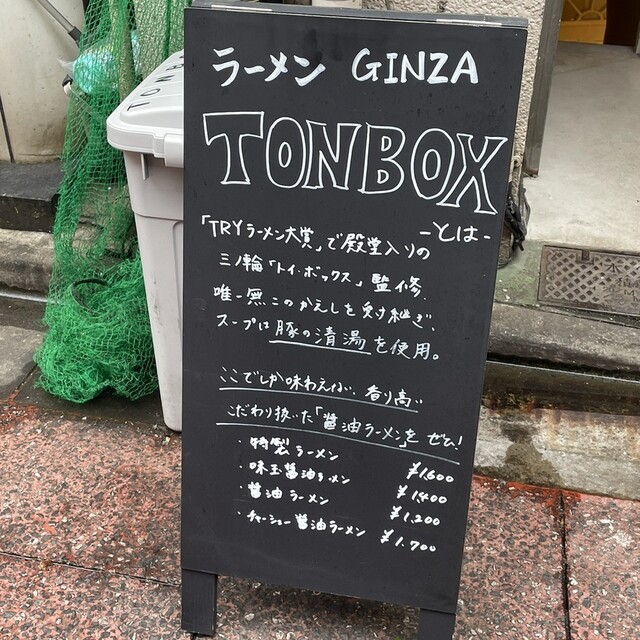 ラーメン GINZA
TONBOX
-とは-
「TRYラーメン大賞」で殿堂入りの
三ノ輪「トイ・ボックス」監修。
唯一無二のかえしを受け継ぎ、
スープは豚の清湯を使用。
ここでしか味わえない、香り高い
こだわり抜いた「醤油ラーメン」を ぜひ!
・特製ラーメン ¥1,600
・味玉醤油ラーメン ¥1,400
・醤油ラーメン ¥1,200
・チャーシュー醤油ラーメン ¥1,700